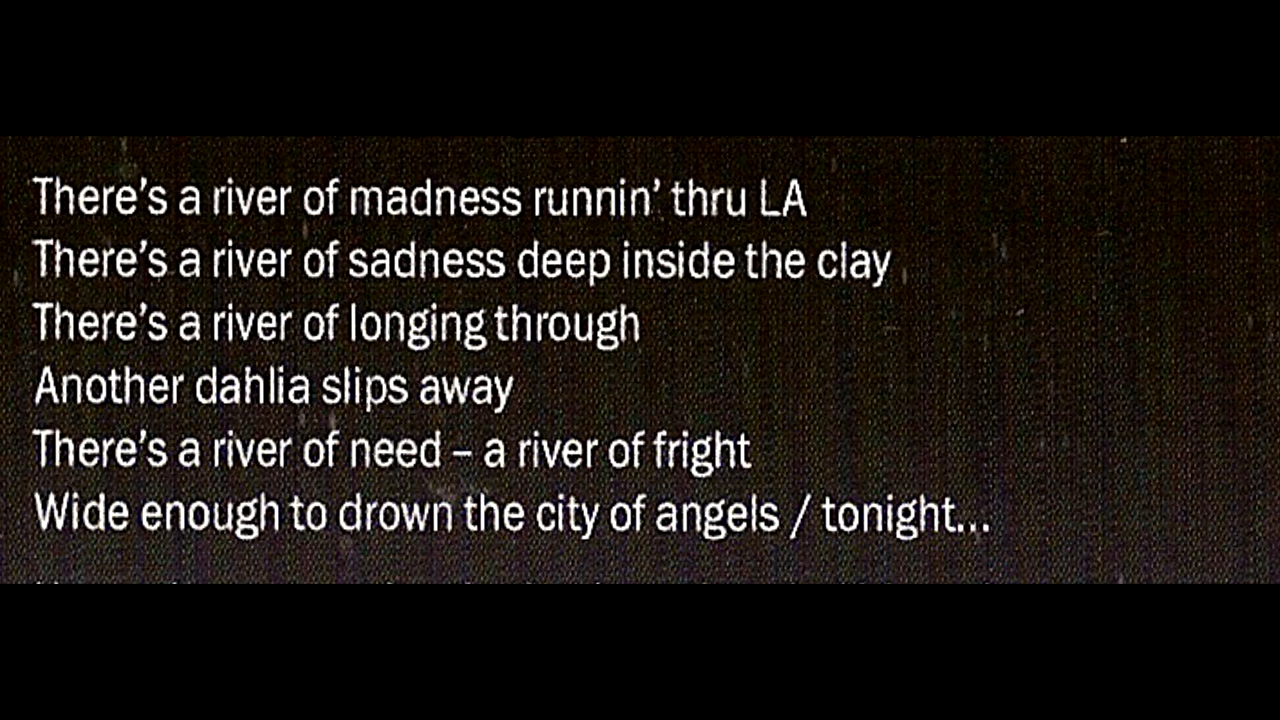 There’s a river of madness runnin’ thru LA
There’s a river of sadness deep inside the clay
There’s a river of longing through
Another dahlia slips away
There’s a river of need – a river of fright
Wide enough to drown the city of angels / tonight...